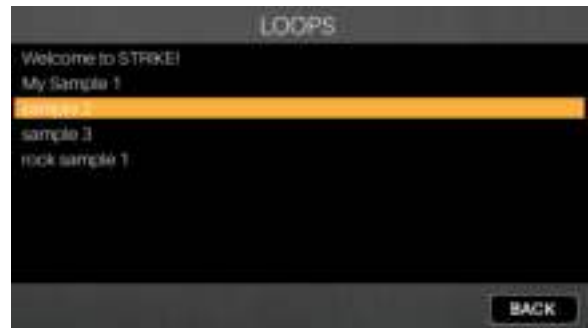 LOOPS
Welcome to STRIKE!
My Sample 1
sample 2
sample 3
rock sample 1
BACK